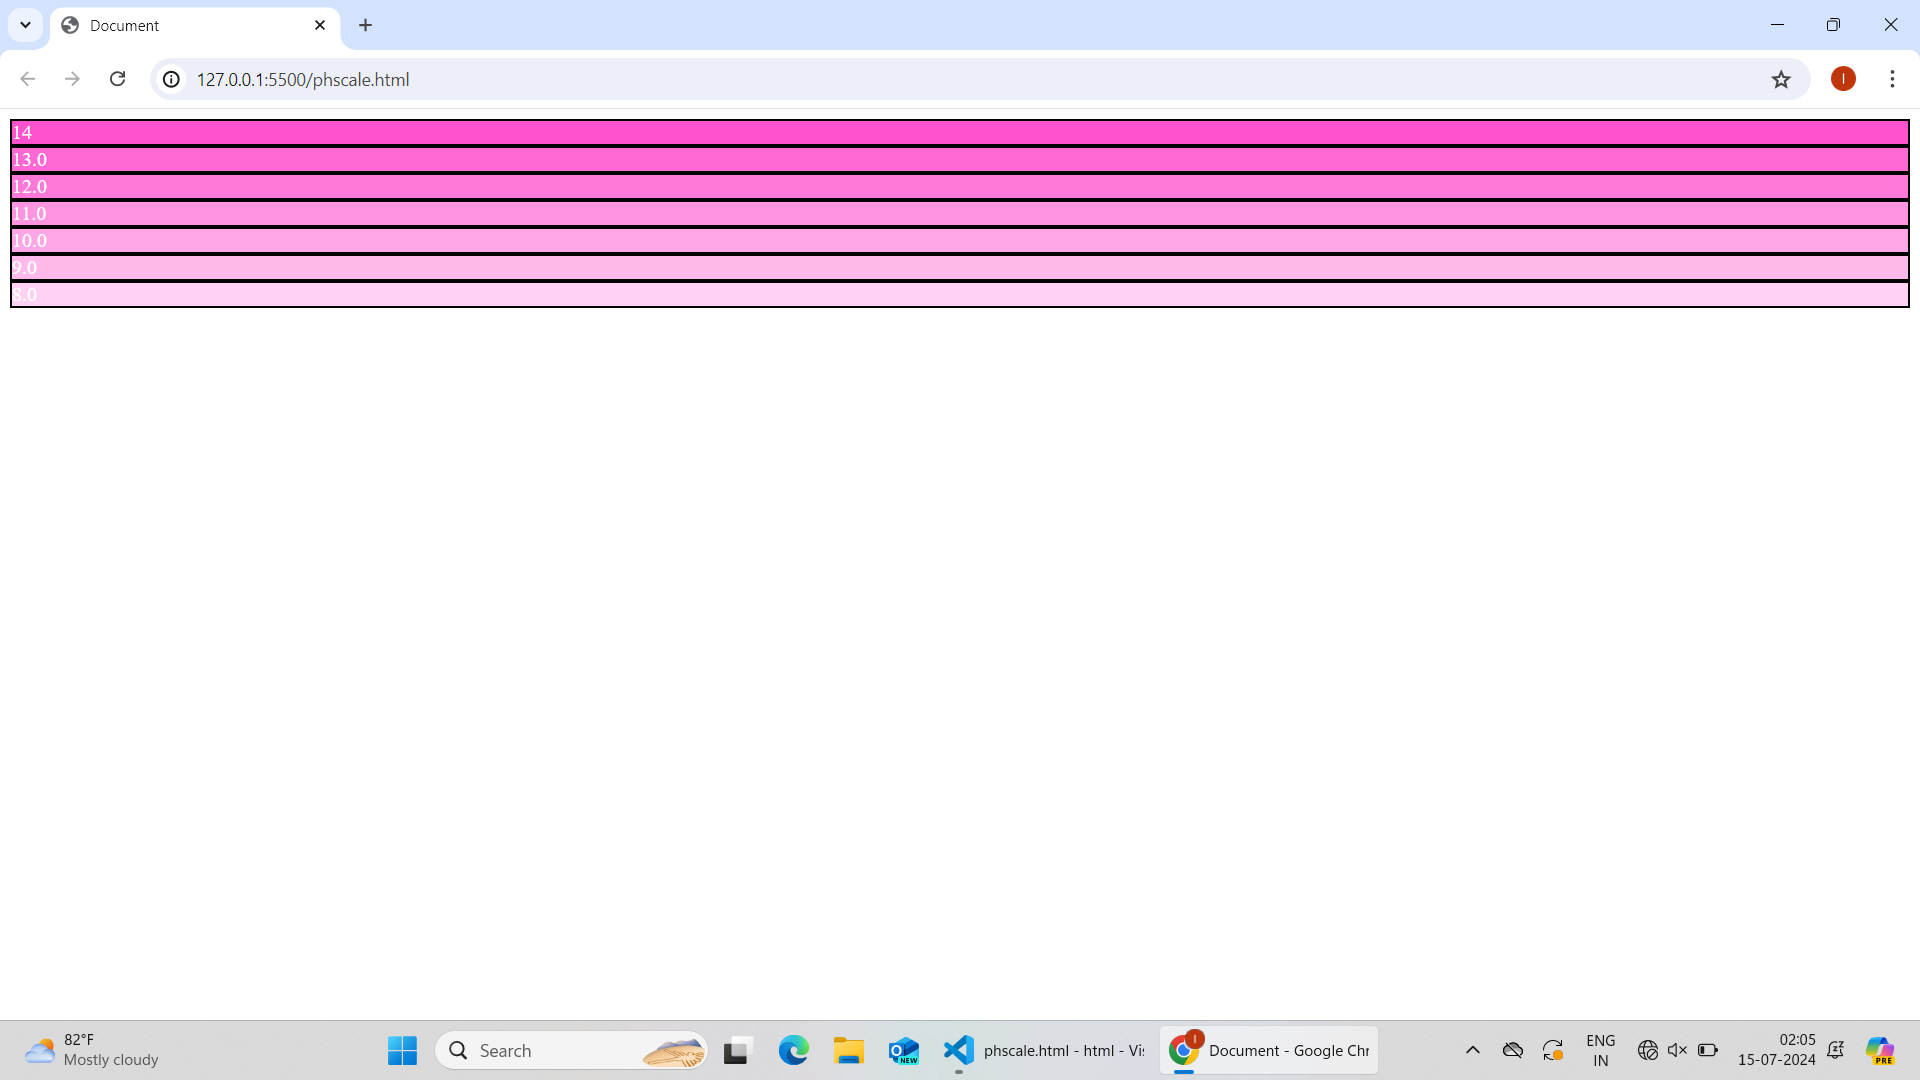 Document
127.0.0.1:5500/phscale.html
I
14
13.0
12.0
11.0
10.0
9.0
8.0
82°F
Mostly cloudy
Search
NEW
phscale.html - html - Vi
I
Document - Google Chr
ENG
IN
02:05
15-07-2024
PRE